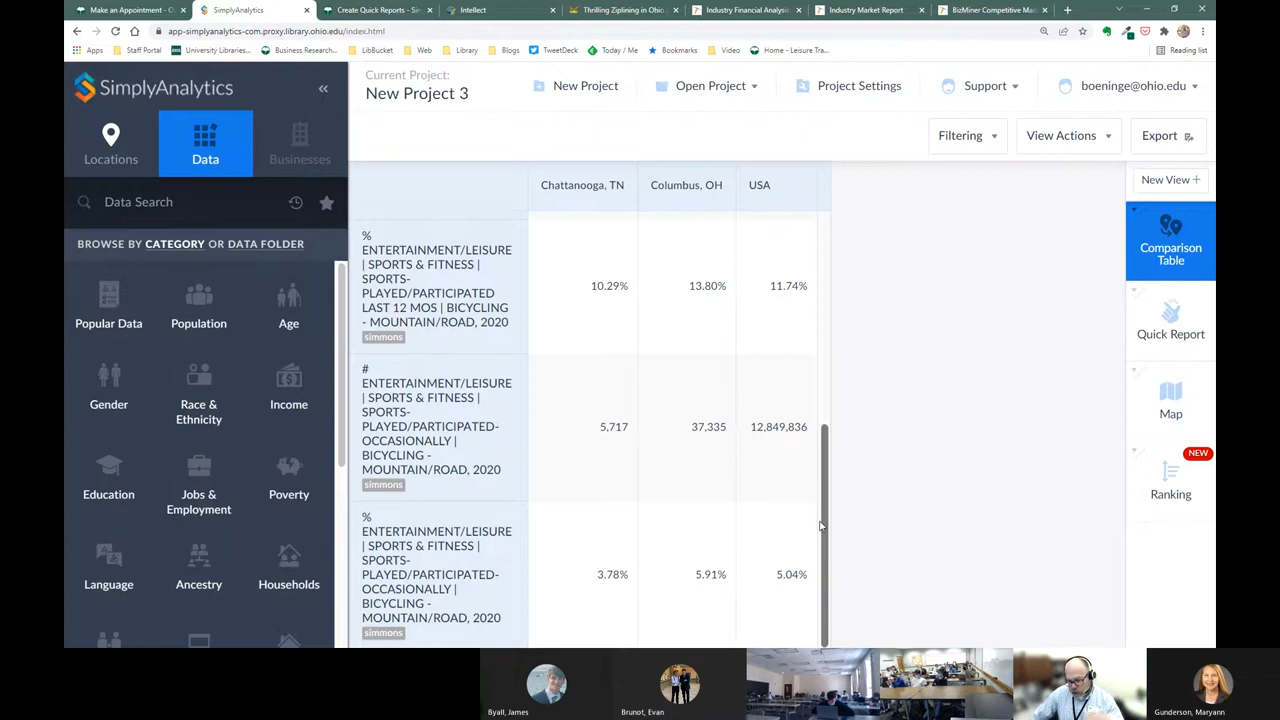 Make an Appointment - O
SimplyAnalytics
Create Quick Reports - Sim
Intellect
Thrilling Ziplining in Ohio
Industry Financial Analysis
Industry Market Report
BizMiner Competitive Mar
app-simplyanalytics-com.proxy.library.ohio.edu/index.html
Apps
Staff Portal
University Libraries...
Business Research...
LibBucket
Web
Library
Blogs
TweetDeck
Today / Me
Bookmarks
Video
Home - Leisure Tra...
Reading list
SimplyAnalytics
«
Current Project:
New Project 3
New Project
Open Project
Project Settings
Support
boeninge@ohio.edu
Locations
Data
Businesses
Filtering
View Actions
Export
Data Search
BROWSE BY CATEGORY OR DATA FOLDER
Popular Data
Population
Age
Gender
Race &
Ethnicity
Income
Education
Jobs &
Employment
Poverty
Language
Ancestry
Households
Chattanooga, TN
Columbus, OH
USA
%
ENTERTAINMENT/LEISURE
| SPORTS & FITNESS |
SPORTS-
PLAYED/PARTICIPATED
LAST 12 MOS | BICYCLING
- MOUNTAIN/ROAD, 2020
simmons
10.29%
13.80%
11.74%
#
ENTERTAINMENT/LEISURE
| SPORTS & FITNESS |
SPORTS-
PLAYED/PARTICIPATED-
OCCASIONALLY |
BICYCLING -
MOUNTAIN/ROAD, 2020
simmons
5,717
37,335
12,849,836
%
ENTERTAINMENT/LEISURE
| SPORTS & FITNESS |
SPORTS-
PLAYED/PARTICIPATED-
OCCASIONALLY |
BICYCLING -
MOUNTAIN/ROAD, 2020
simmons
3.78%
5.91%
5.04%
New View +
Comparison
Table
Quick Report
Map
NEW
Ranking
Byall, James
Brunot, Evan
Gunderson, Maryann